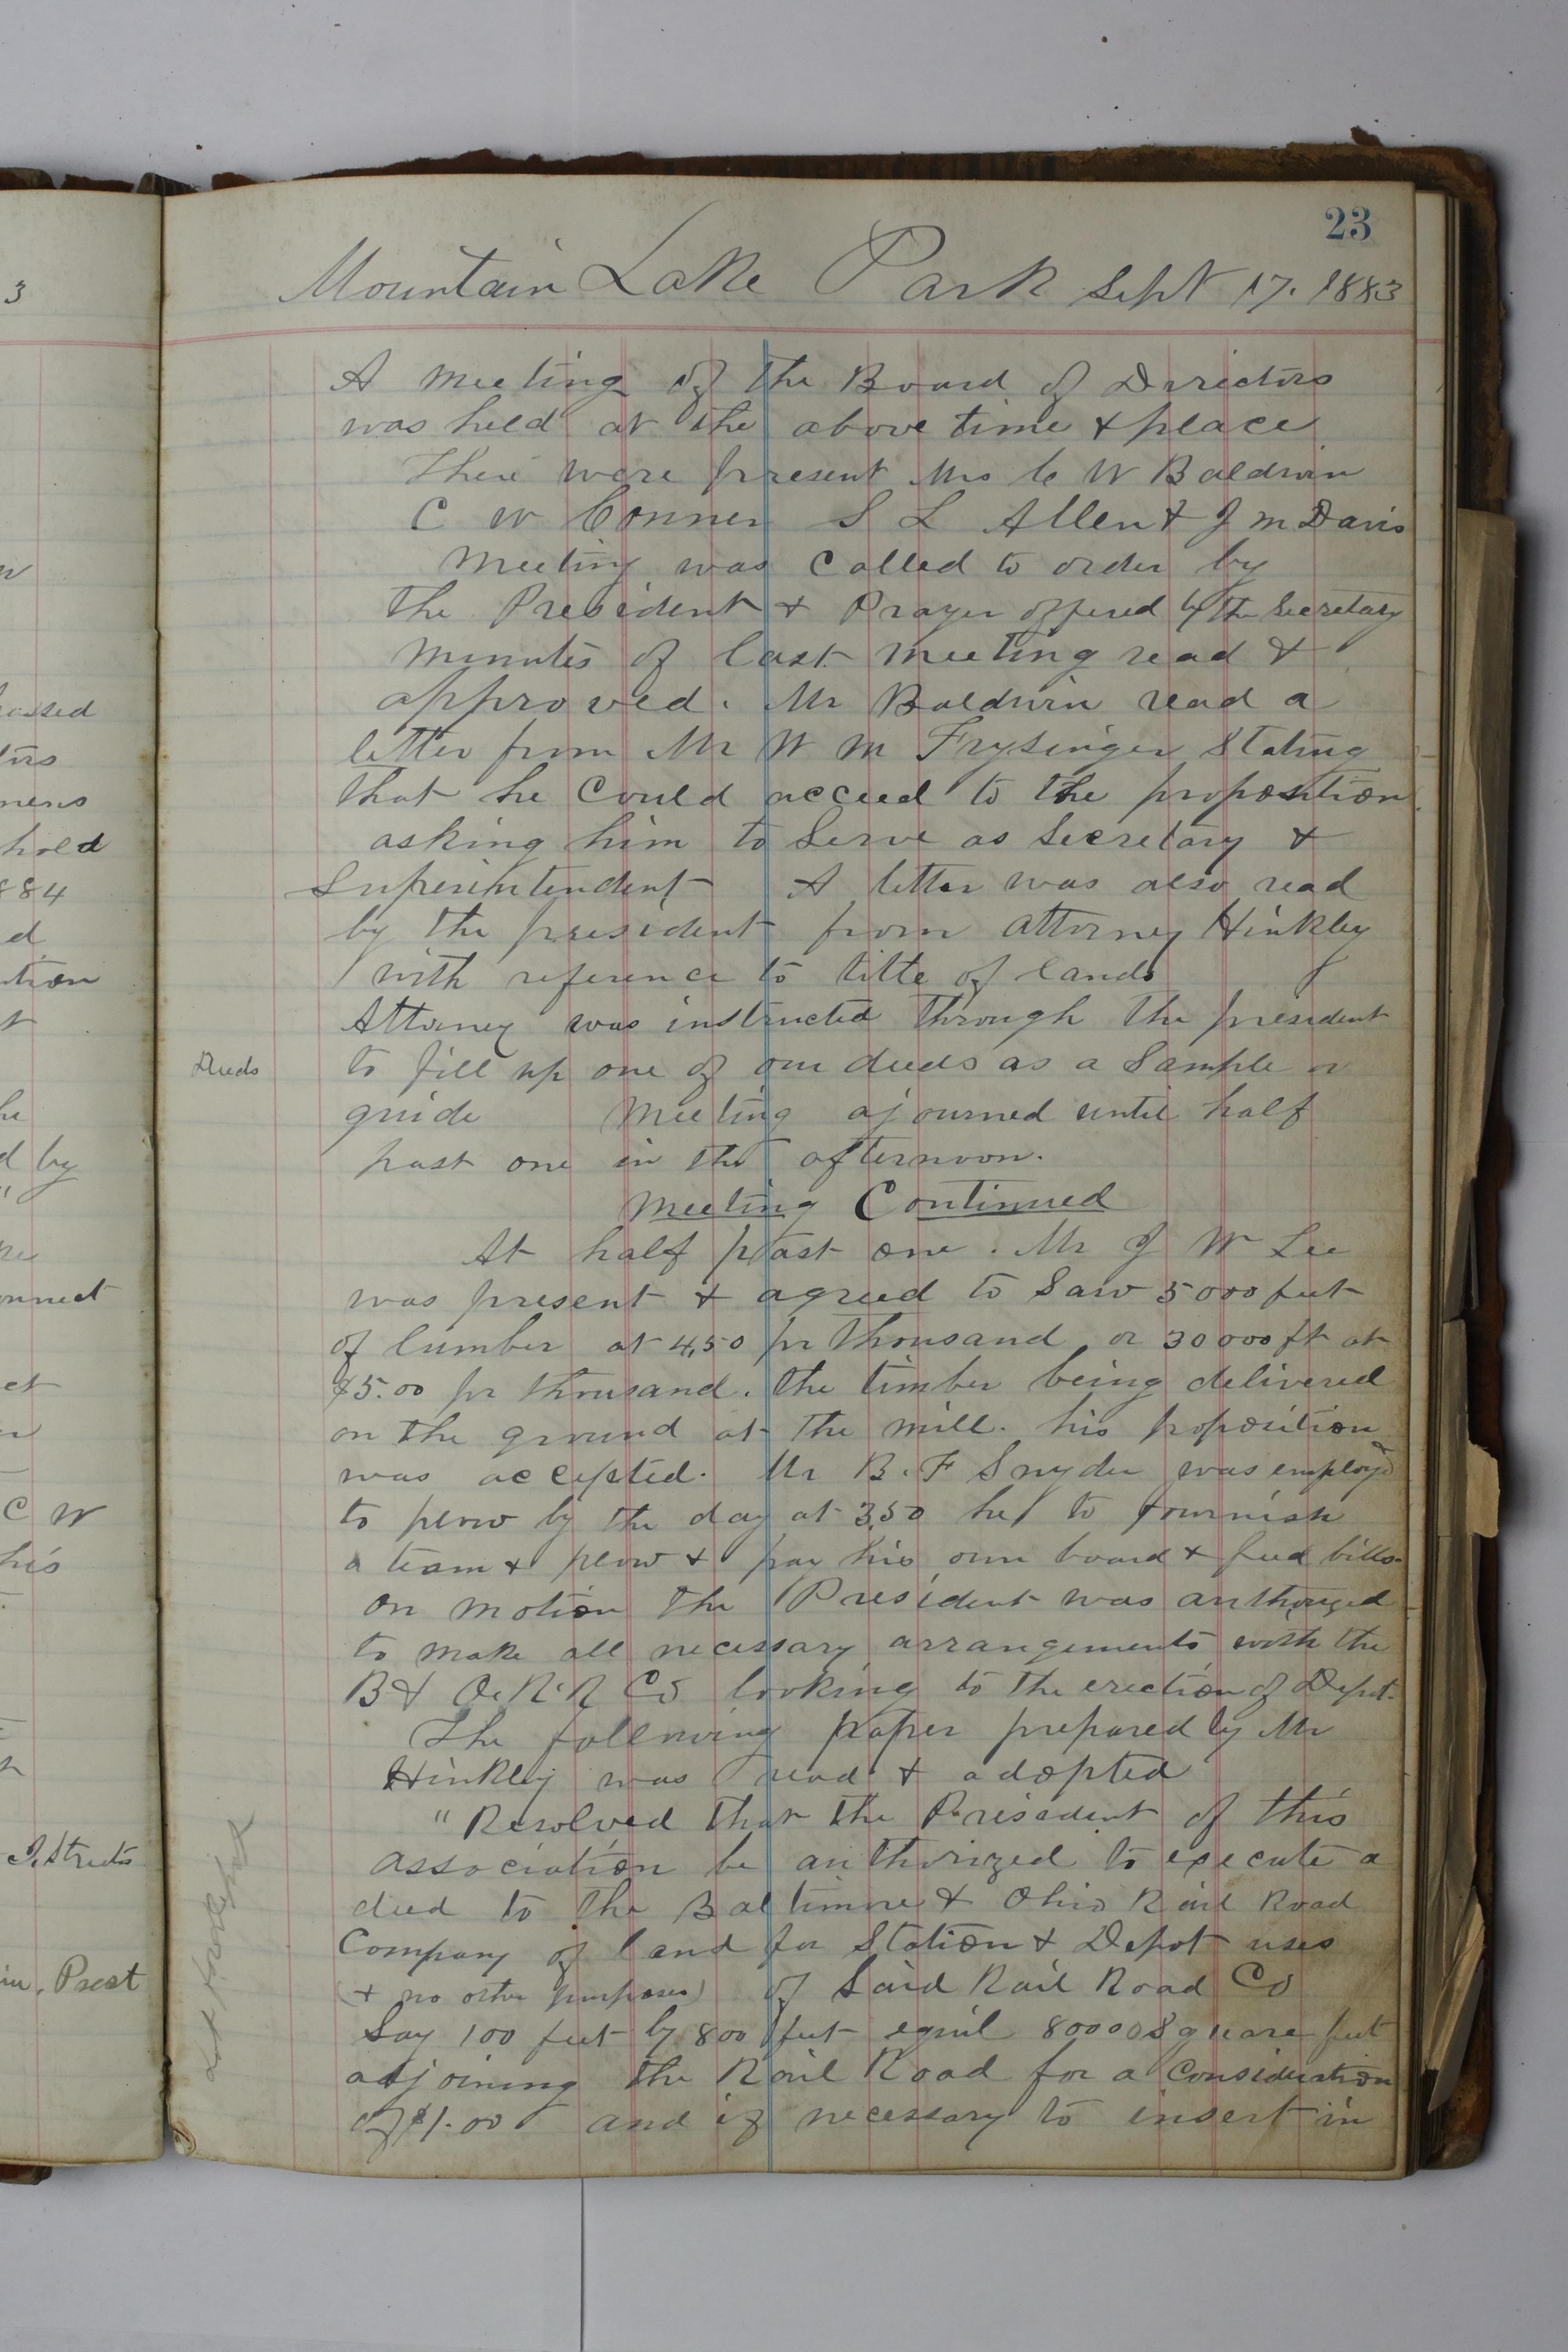 3
w
eased
tors
mens
hold
884
ed
ution
t
he
d by
"
onnect
ct
C W
his
J. Streets
in, Prest
23
Mountain Lake Park Sept 17. 1883
A meeting of the Board of Dirictors
was held at the above time & place
There were present Mrs C W Baldwin
C W Conner S L Allen & J M Davis
Meeting was Called to order by
the President & Prayer offered by the Secretary
Minutes of last meeting read &
approved. Mr Baldwin read a
letter from Mr W M Frysinger Stating
that he Could acceed to the proposition
asking him to Serve as Secretary &
Superintendent A letter was also read
by the president from Attorney Hinkley
with reference to title of lands
Attorney was instructed through the president
Deeds
to fill up one of our deeds as a Sample or
guide Meeting ajourned until half
past one in the afternoon.
Meeting Continued
At half past one. Mr J W Lee
was present & agreed to Saw 5000 feet
of lumber at 4,50 pr thousand or 30000 ft at
$5.00 pr thousand. the timber being delivered
on the ground at the mill. his proposition
was accepted. Mr B. F Snyder was employd
to plow by the day at 3,50 he to fournish
a team & plow & pay his own board & feed bills.
on motion the President was authorized
to make all necessary arrangements with the
B & O. R. R Co looking to the erection of Depot.
The following paper prepared by Mr
Hinkley was read & adopted
"Resolved that the President of this
association be authorized to execute a
deed to the Baltimore & Ohio Rail Road
Company of land for Station & Depot uses
(& no other purposes) of Said Rail Road Co
Say 100 feet by 800 feet equil 80000 Square feet
adjoining the Rail Road for a Consideration
of $1.00 and if necessary to insert in